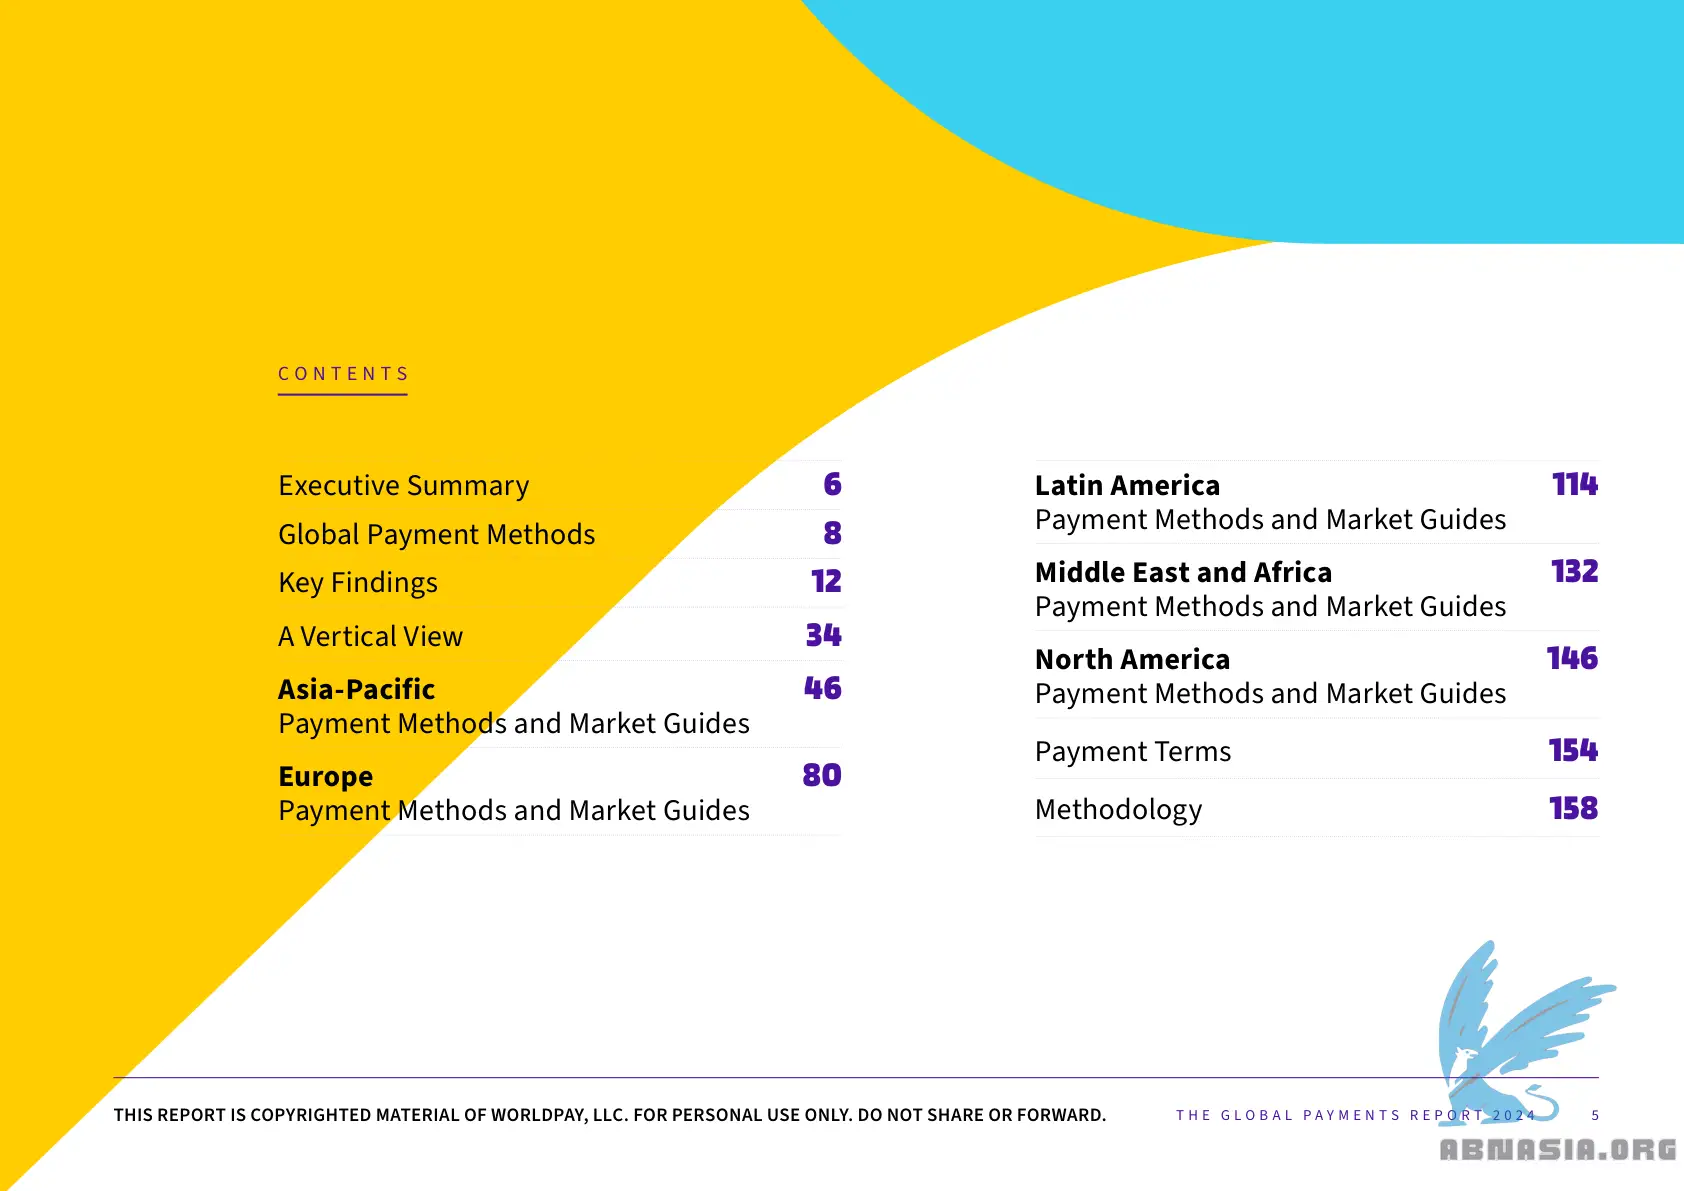 CONTENTS
Executive Summary 6
Global Payment Methods 8
Key Findings 12
A Vertical View 34
Asia-Pacific 46
Payment Methods and Market Guides
Europe 80
Payment Methods and Market Guides
Latin America 114
Payment Methods and Market Guides
Middle East and Africa 132
Payment Methods and Market Guides
North America 146
Payment Methods and Market Guides
Payment Terms 154
Methodology 158
THIS REPORT IS COPYRIGHTED MATERIAL OF WORLDPAY, LLC. FOR PERSONAL USE ONLY. DO NOT SHARE OR FORWARD.
THE GLOBAL PAYMENTS REPORT 2024 5
ABNASIA.ORG